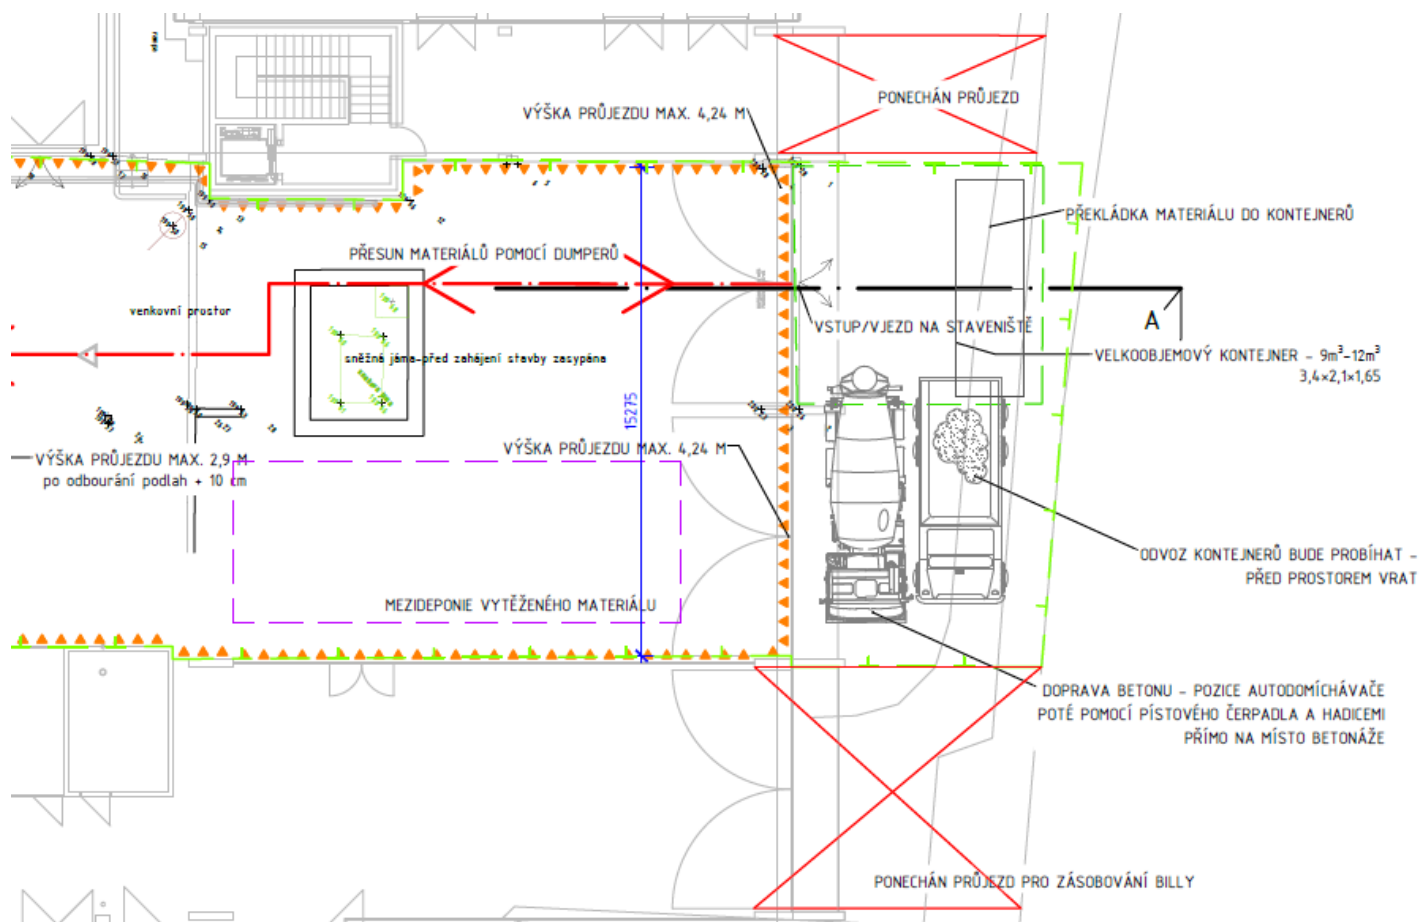 PONECHÁN PRŮJEZD
VÝŠKA PRŮJEZDU MAX. 4,24 M
PŘEKLÁDKA MATERIÁLU DO KONTEJNERŮ
PŘESUN MATERIÁLŮ POMOCÍ DUMPERŮ
venkovní prostor
VSTUP/VJEZD NA STAVENIŠTĚ
A
sněžná jáma-před zahájení stavby zasypána
VELKOOBJEMOVÝ KONTEJNER - 9m³-12m³
3,4×2,1×1,65
15275
VÝŠKA PRŮJEZDU MAX. 4,24 M
VÝŠKA PRŮJEZDU MAX. 2,9 M
po odbourání podlah + 10 cm
ODVOZ KONTEJNERŮ BUDE PROBÍHAT -
PŘED PROSTOREM VRAT
MEZIDEPONIE VYTĚŽENÉHO MATERIÁLU
DOPRAVA BETONU - POZICE AUTODOMÍCHÁVAČE
POTÉ POMOCÍ PÍSTOVÉHO ČERPADLA A HADICEMI
PŘÍMO NA MÍSTO BETONÁŽE
PONECHÁN PRŮJEZD PRO ZÁSOBOVÁNÍ BILLY